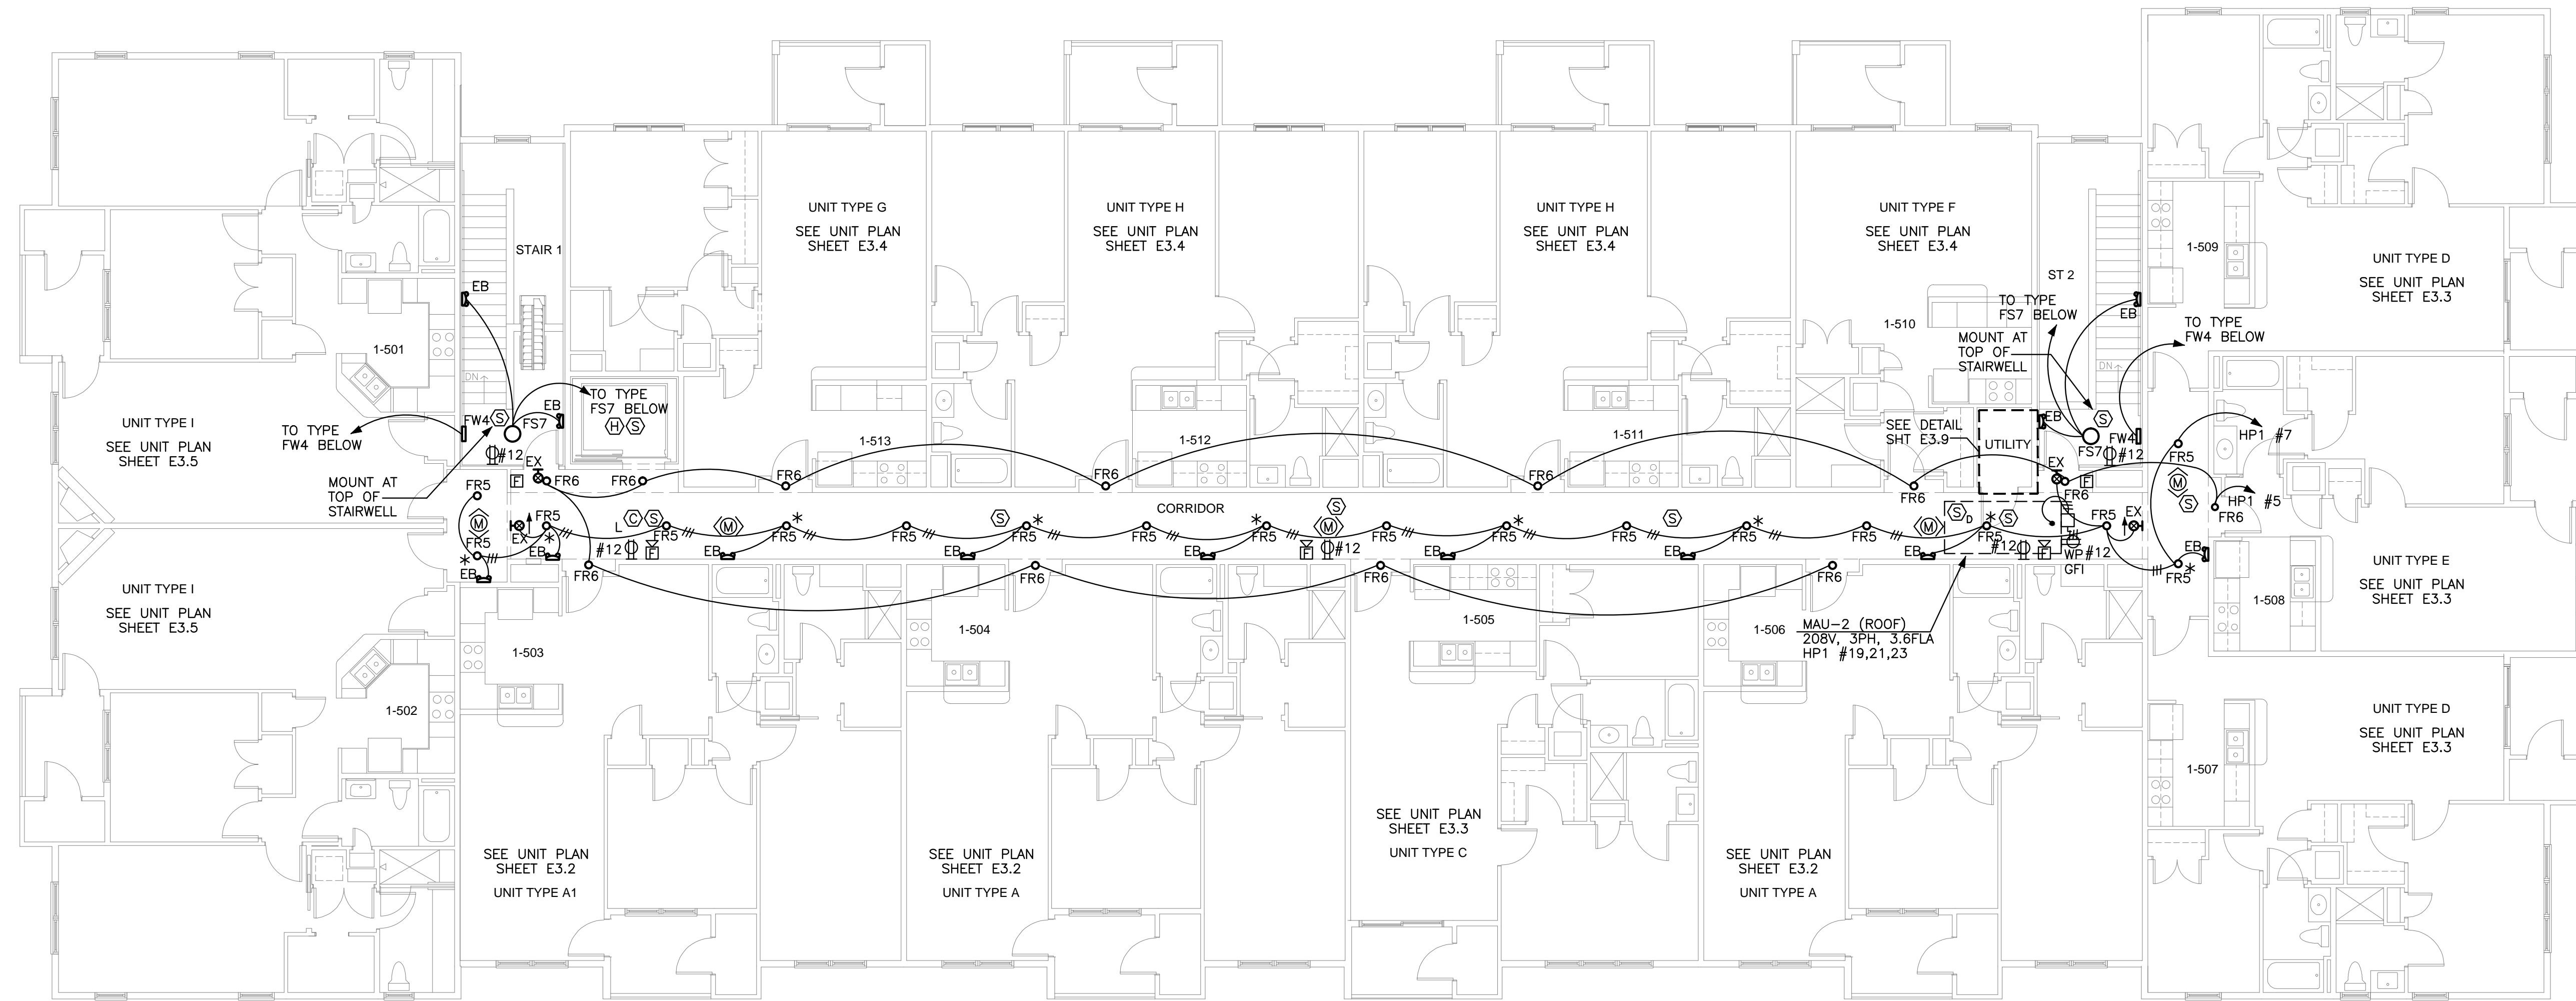 UNIT TYPE G
SEE UNIT PLAN
SHEET E3.4
UNIT TYPE H
SEE UNIT PLAN
SHEET E3.4
UNIT TYPE H
SEE UNIT PLAN
SHEET E3.4
UNIT TYPE F
SEE UNIT PLAN
SHEET E3.4
STAIR 1
EB
1-501
DN
UNIT TYPE I
SEE UNIT PLAN
SHEET E3.5
TO TYPE
FW4 BELOW
FW4
S
FS7
EB
TO TYPE
FS7 BELOW
H
S
#12
MOUNT AT
TOP OF
STAIRWELL
1-509
UNIT TYPE D
SEE UNIT PLAN
SHEET E3.3
ST 2
TO TYPE
FS7 BELOW
1-510
MOUNT AT
TOP OF
STAIRWELL
EB
TO TYPE
FW4 BELOW
DN
S
EB
SEE DETAIL
SHT E3.9
UTILITY
FS7
FW4
#12
HP1 #7
FR5
1-513
1-512
1-511
EX
FR6
F
FR6
FR6
FR6
FR6
FR6
EX
FR6
F
M
S
HP1 #5
FR6
FR5
M
FR5
EB
EX
FR5
EB
L
C
S
FR5
#12
F
M
EB
FR5
FR5
S
EB
FR5
CORRIDOR
FR5
EB
FR5
S
M
F
#12
FR5
EB
FR5
FR5
S
EB
FR5
FR5
M
EB
S
D
S
FR5
#12
F
WP #12
GFI
FR5
EX
EB
FR5
FR6
FR6
FR6
FR6
UNIT TYPE I
SEE UNIT PLAN
SHEET E3.5
UNIT TYPE E
SEE UNIT PLAN
SHEET E3.3
1-508
1-503
1-504
1-505
1-506
MAU-2 (ROOF)
208V, 3PH, 3.6FLA
HP1 #19,21,23
1-502
UNIT TYPE D
SEE UNIT PLAN
SHEET E3.3
1-507
SEE UNIT PLAN
SHEET E3.2
UNIT TYPE A1
SEE UNIT PLAN
SHEET E3.2
UNIT TYPE A
SEE UNIT PLAN
SHEET E3.3
UNIT TYPE C
SEE UNIT PLAN
SHEET E3.2
UNIT TYPE A